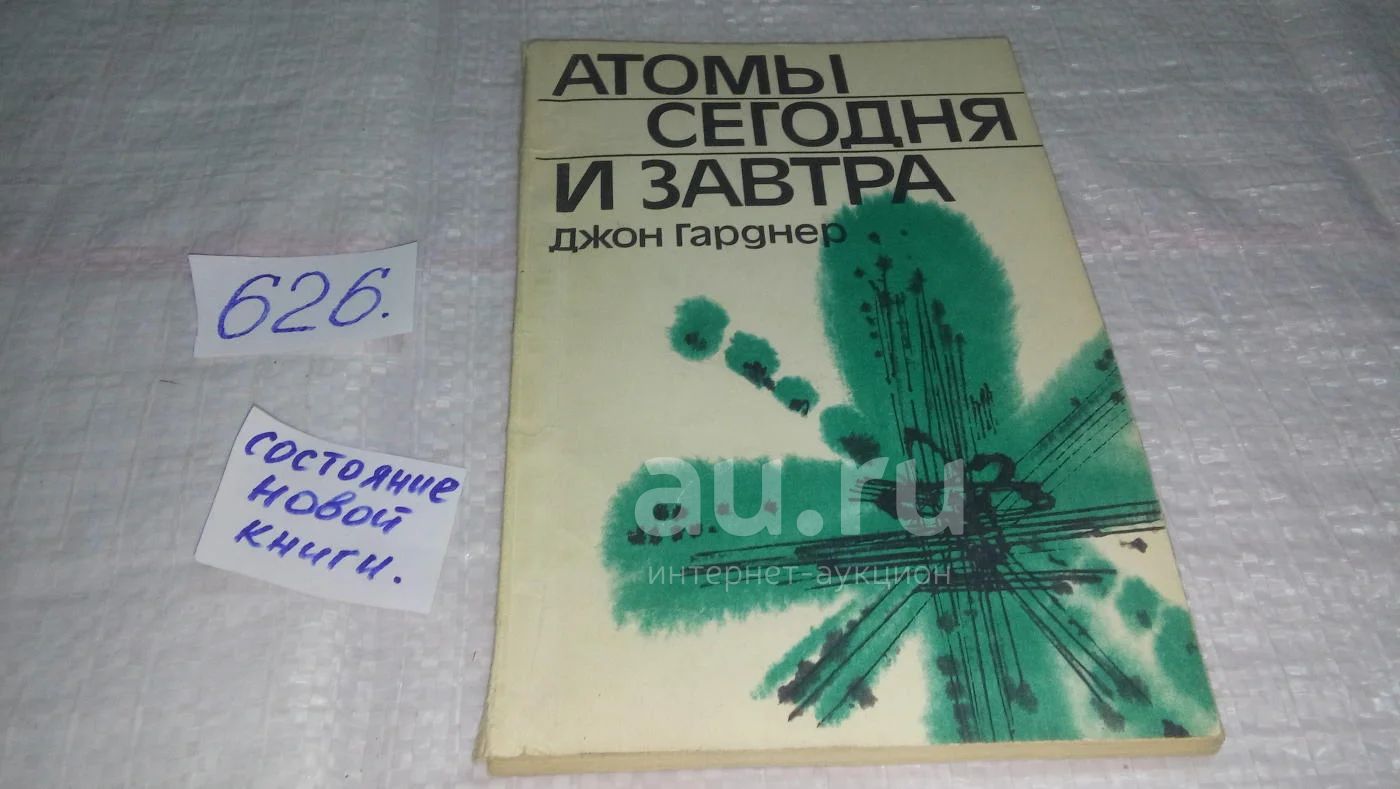 АТОМЫ
СЕГОДНЯ
И ЗАВТРА
Джон Гарднер
626.
состояние
новой
книги.
au.ru
интернет-аукцион